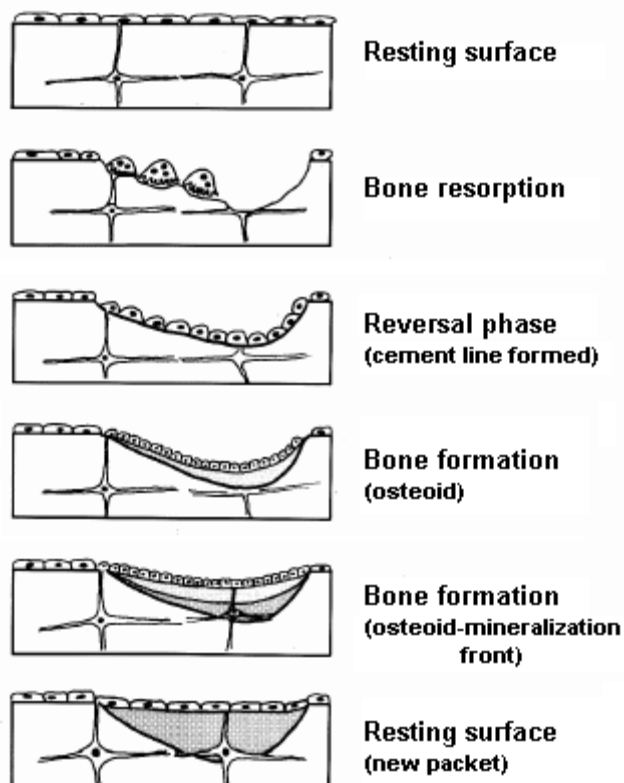 Resting surface
Bone resorption
Reversal phase
(cement line formed)
Bone formation
(osteoid)
Bone formation
(osteoid-mineralization
front)
Resting surface
(new packet)